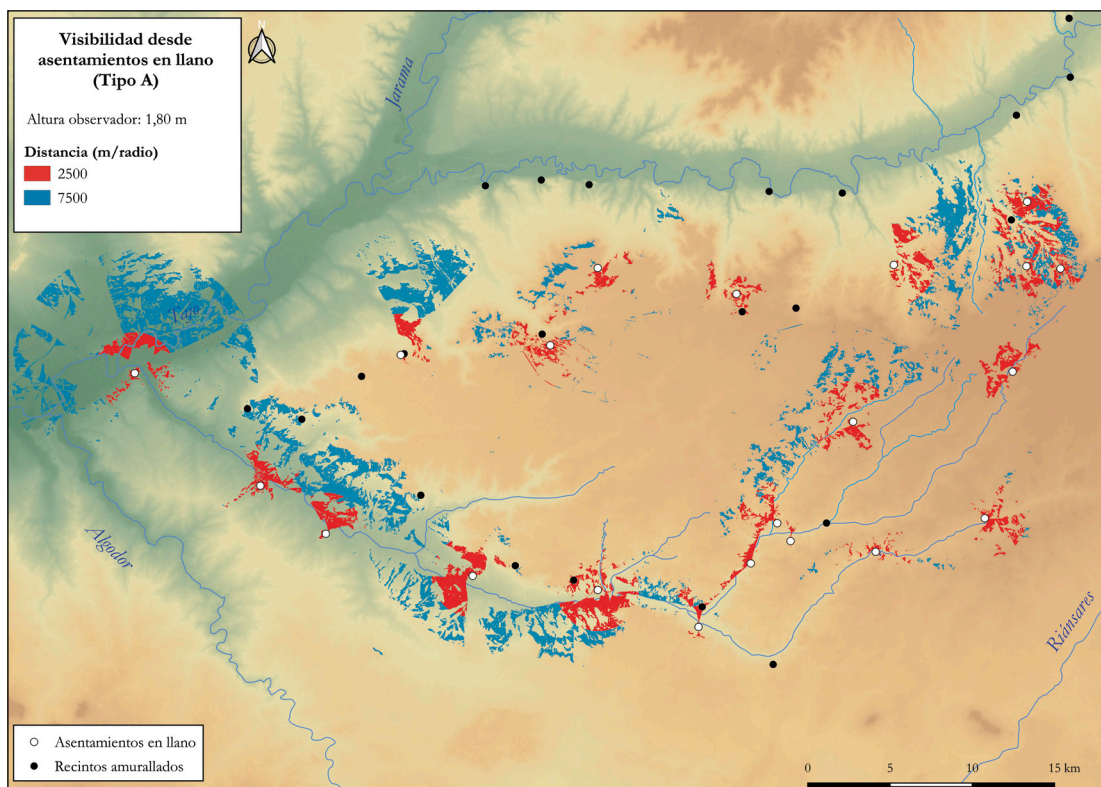 Visibilidad desde
asentamientos en llano
(Tipo A)
Altura observador: 1,80 m
Distancia (m/radio)
2500
7500
N
Jarama
Tajo
Algodor
Riánsares
Asentamientos en llano
Recintos amurallados
0 5 10 15 km